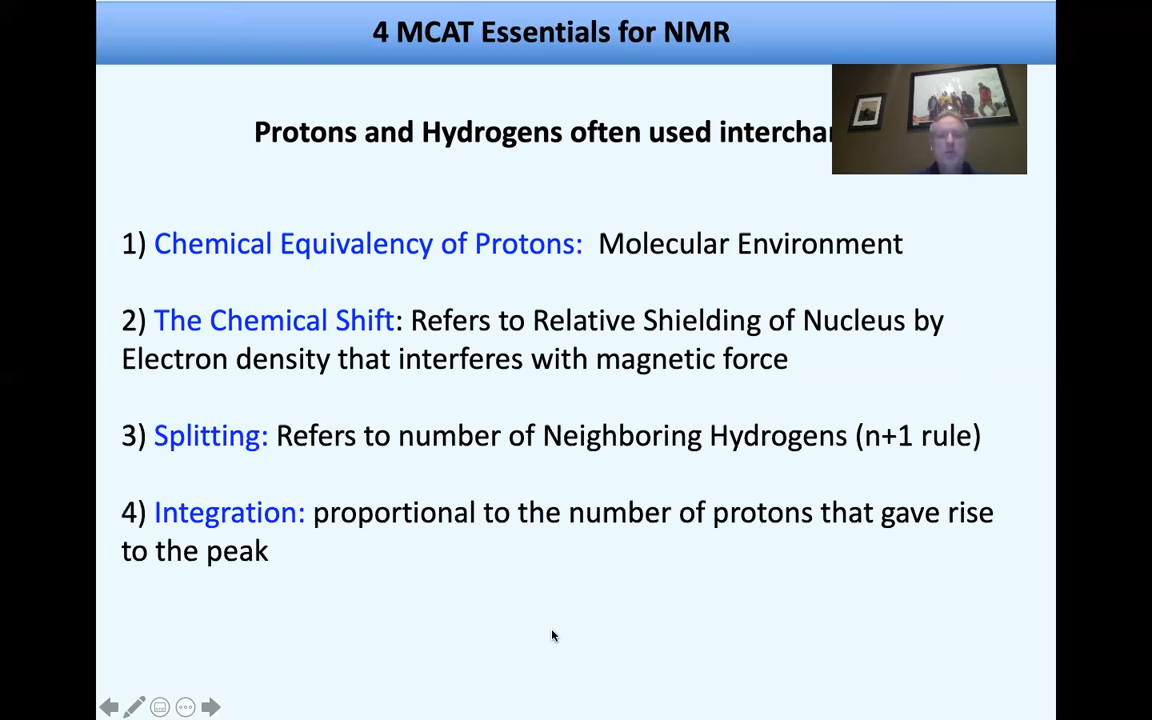 4 MCAT Essentials for NMR
Protons and Hydrogens often used
1) Chemical Equivalency of Protons: Molecular Environment
2) The Chemical Shift: Refers to Relative Shielding of Nucleus by
Electron density that interferes with magnetic force
3) Splitting: Refers to number of Neighboring Hydrogens (n+1 rule)
4) Integration: proportional to the number of protons that gave rise
to the peak